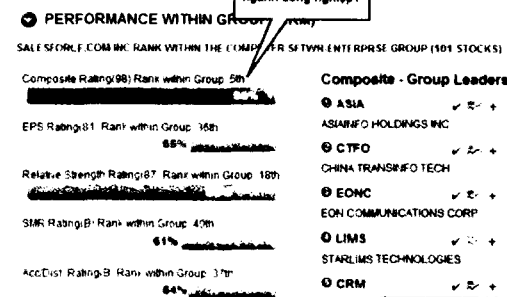 PERFORMANCE WITHIN
SALESFORCE.COM INC RANK WITHIN THE COMPUTER SFTWR-ENTERPRSE GROUP (101 STOCKS)
Composite Rating(98) Rank within Group 5th
EPS Rating(81 Rank within Group 36th
65%
Relative Strength Rating(87 Rank within Group 18th
SMR Rating(B) Rank within Group 40th
61%
Acc/Dist Rating-B Rank within Group 37th
64%
Composite - Group Leaders
ASIA
ASIAINFO HOLDINGS INC
CTFO
CHINA TRANSINFO TECH
EONC
EON COMMUNICATIONS CORP
LIMS
STARLIMS TECHNOLOGIES
CRM